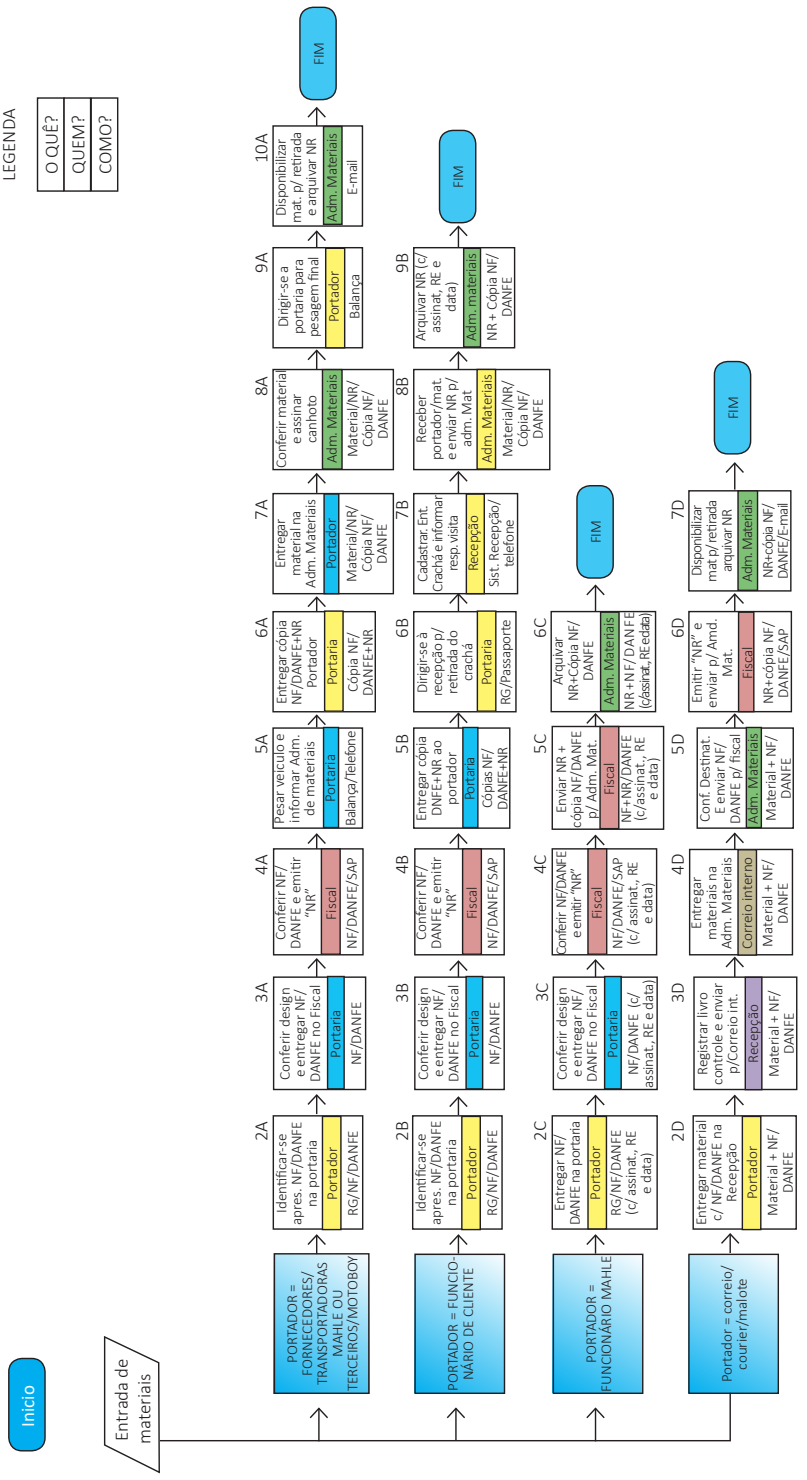 Inicio
LEGENDA
O QUÊ?
QUEM?
COMO?
Entrada de
materiais
PORTADOR =
FORNECEDORES/
TRANSPORTADORAS
MAHLE OU
TERCEIROS/MOTOBOY
2A
Identificar-se
apres. NF/DANFE
na portaria
Portador
RG/NF/DANFE
3A
Conferir design
e entregar NF/
DANFE no Fiscal
Portaria
NF/DANFE
4A
Conferir NF/
DANFE e emitir
“NR”
Fiscal
NF/DANFE/SAP
5A
Pesar veículo e
informar Adm.
de materiais
Portaria
Balança/Telefone
6A
Entregar cópia
NF/DANFE+NR
Portador
Portaria
Cópia NF/
DANFE+NR
7A
Entregar
material na
Adm. Materiais
Portador
Material/NR/
Cópia NF/
DANFE
8A
Conferir material
e assinar
canhoto
Adm. Materiais
Material/NR/
Cópia NF/
DANFE
9A
Dirigir-se a
portaria para
pesagem final
Portador
Balança
10A
Disponibilizar
mat. p/ retirada
e arquivar NR
Adm. Materiais
E-mail
FIM
PORTADOR = FUNCIO-
NÁRIO DE CLIENTE
2B
Identificar-se
apres. NF/DANFE
na portaria
Portador
RG/NF/DANFE
3B
Conferir design
e entregar NF/
DANFE no Fiscal
Portaria
NF/DANFE
4B
Conferir NF/
DANFE e emitir
“NR”
Fiscal
NF/DANFE/SAP
5B
Entregar cópia
DNFE+NR ao
portador
Portaria
Cópias NF/
DANFE+NR
6B
Dirigir-se à
recepção p/
retirada do
crachá
Portaria
RG/Passaporte
7B
Cadastrar. Ent.
Crachá e informar
resp. visita
Recepção
Sist. Recepção/
telefone
8B
Receber
portador/mat.
e enviar NR p/
adm. Mat
Adm. Materiais
Material/NR/
Cópia NF/
DANFE
9B
Arquivar NR (c/
assinat, RE e
data)
Adm. materiais
NR + Cópia NF/
DANFE
FIM
PORTADOR =
FUNCIONÁRIO MAHLE
2C
Entregar NF/
DANFE na portaria
Portador
RG/NF/DANFE
(c/ assinat., RE
e data)
3C
Conferir design
e entregar NF/
DANFE no Fiscal
Portaria
NF/DANFE (c/
assinat., RE e data)
4C
Conferir NF/DANFE
e emitir “NR”
Fiscal
NF/DANFE/SAP
(c/ assinat., RE
e data)
5C
Enviar NR +
cópia NF/DANFE
p/ Adm. Mat.
Fiscal
NF+NR/DANFE
(c/assinat., RE
e data)
6C
Arquivar
NR+Cópia NF/
DANFE
Adm. Materiais
NR+NF/DANFE
(c/assinat., RE e data)
FIM
Portador = correio/
courier/malote
2D
Entregar material
c/ NF/DANFE na
Recepção
Portador
Material + NF/
DANFE
3D
Registrar livro
controle e enviar
p/Correio int.
Recepção
Material + NF/
DANFE
4D
Entregar
materiais na
Adm. Materiais
Correio interno
Material + NF/
DANFE
5D
Conf. Destinat.
E enviar NF/
DANFE p/ fiscal
Adm. Materiais
Material + NF/
DANFE
6D
Emitir “NR” e
enviar p/ Amd.
Mat.
Fiscal
NR+cópia NF/
DANFE/SAP
7D
Disponibilizar
mat p/ retirada
arquivar NR
Adm. Materiais
NR+cópia NF/
DANFE/E-mail
FIM